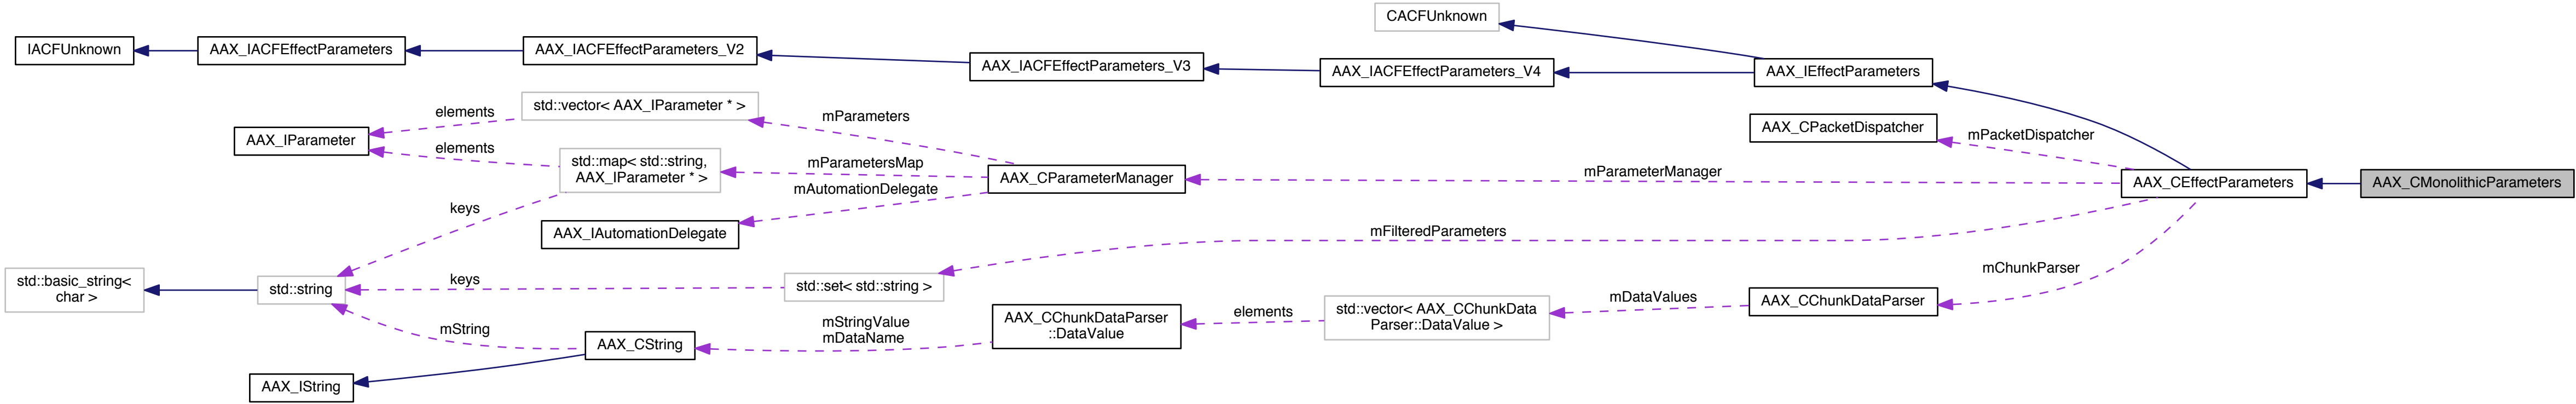 CACFUnknown
IACFUnknown
AAX_IACFEffectParameters
AAX_IACFEffectParameters_V2
AAX_IACFEffectParameters_V3
AAX_IACFEffectParameters_V4
AAX_IEffectParameters
std::vector< AAX_IParameter * >
elements
mParameters
AAX_CPacketDispatcher
mPacketDispatcher
AAX_IParameter
elements
std::map< std::string,
AAX_IParameter * >
mParametersMap
mAutomationDelegate
AAX_CParameterManager
mParameterManager
AAX_CEffectParameters
AAX_CMonolithicParameters
keys
AAX_IAutomationDelegate
mFilteredParameters
mChunkParser
std::basic_string<
char >
std::string
keys
std::set< std::string >
mString
AAX_CString
mStringValue
mDataName
AAX_CChunkDataParser
::DataValue
elements
std::vector< AAX_CChunkData
Parser::DataValue >
mDataValues
AAX_CChunkDataParser
AAX_IString